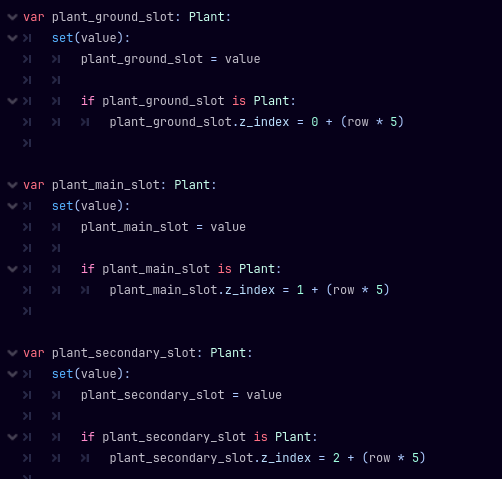 var plant_ground_slot: Plant:
set(value):
plant_ground_slot = value
if plant_ground_slot is Plant:
plant_ground_slot.z_index = 0 + (row * 5)
var plant_main_slot: Plant:
set(value):
plant_main_slot = value
if plant_main_slot is Plant:
plant_main_slot.z_index = 1 + (row * 5)
var plant_secondary_slot: Plant:
set(value):
plant_secondary_slot = value
if plant_secondary_slot is Plant:
plant_secondary_slot.z_index = 2 + (row * 5)